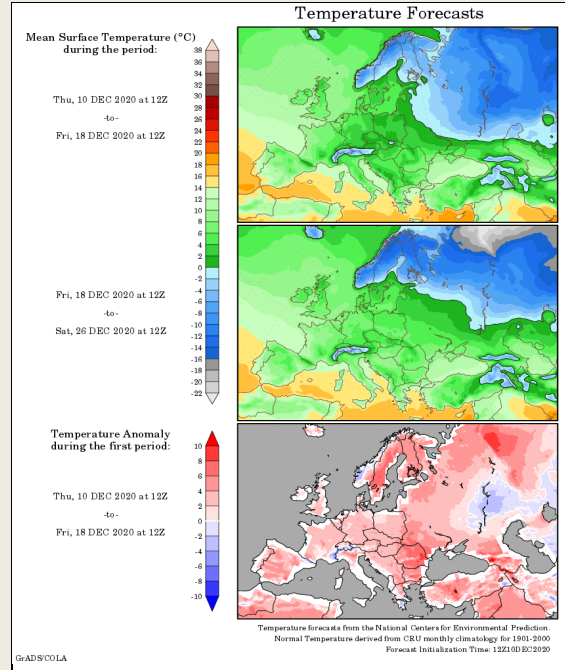 Temperature Forecasts
Mean Surface Temperature (°C)
during the period:
Thu, 10 DEC 2020 at 12Z
-to-
Fri, 18 DEC 2020 at 12Z
38
36
34
32
30
28
26
24
22
20
18
16
14
12
10
8
6
4
2
0
-2
-4
-6
-8
-10
-12
-14
-16
-18
-20
-22
Fri, 18 DEC 2020 at 12Z
-to-
Sat, 26 DEC 2020 at 12Z
Temperature Anomaly
during the first period:
Thu, 10 DEC 2020 at 12Z
-to-
Fri, 18 DEC 2020 at 12Z
10
8
6
4
2
0
-2
-4
-6
-8
-10
Temperature forecasts from the National Centers for Environmental Prediction.
Normal Temperature derived from CRU monthly climatology for 1901-2000
Forecast Initialization Time: 12Z10DEC2020
GrADS/COLA